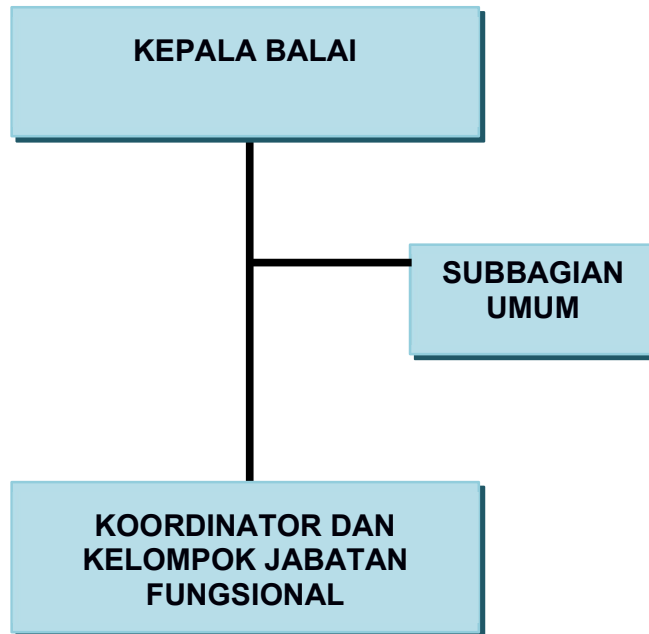 KEPALA BALAI
SUBBAGIAN
UMUM
KOORDINATOR DAN
KELOMPOK JABATAN
FUNGSIONAL